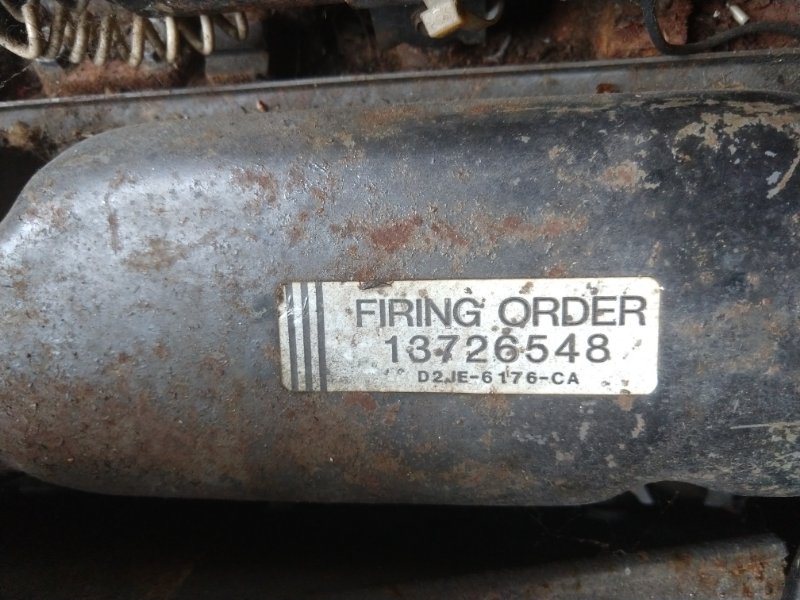 FIRING ORDER
13726548
D2JE-6176-CA